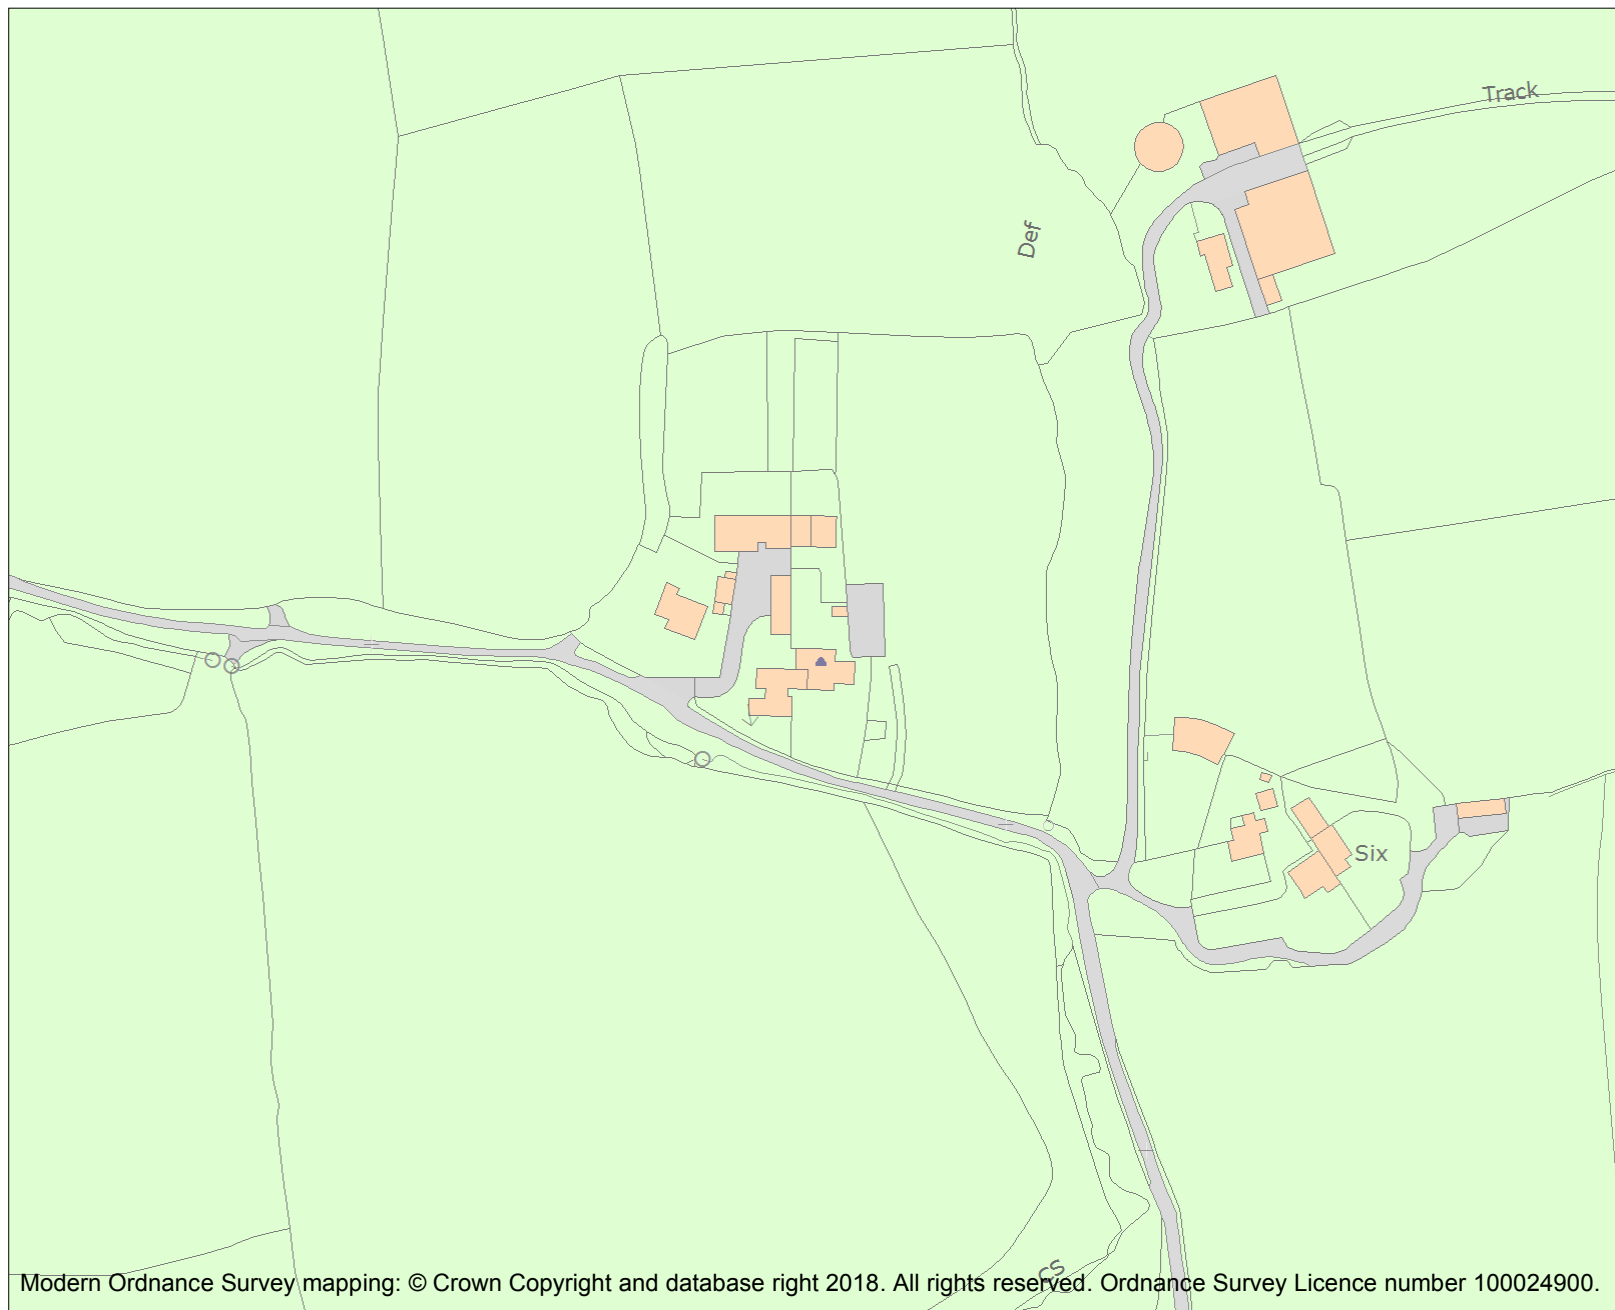 Track
Def
Six
CS
Modern Ordnance Survey mapping: © Crown Copyright and database right 2018. All rights reserved. Ordnance Survey Licence number 100024900.